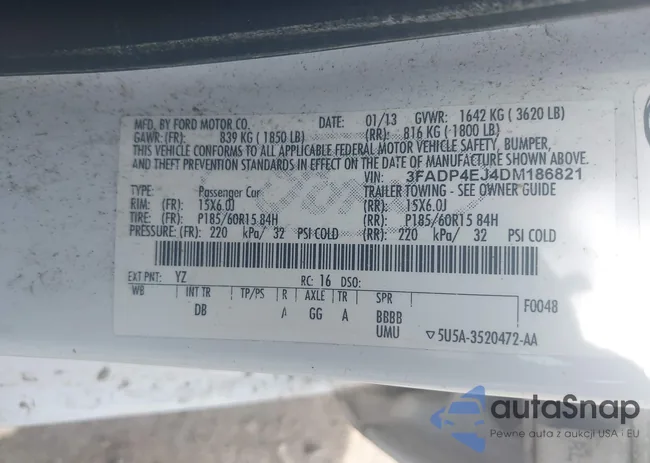 MFD. BY FORD MOTOR CO. DATE: 01/13 GVWR: 1642 KG (3620 LB)
GAWR: (FR): 839 KG (1850 LB) (RR): 816 KG (1800 LB)
THIS VEHICLE CONFORMS TO ALL APPLICABLE FEDERAL MOTOR VEHICLE SAFETY, BUMPER,
AND THEFT PREVENTION STANDARDS IN EFFECT ON THE DATE OF MANUFACTURE SHOWN ABOVE.
VIN: 3FADP4EJ4DM186821
TYPE: Passenger Car TRAILER TOWING - SEE OWNER GUIDE
RIM: (FR): 15X6.0J (RR): 15X6.0J
TIRE: (FR): P185/60R15 84H (RR): P185/60R15 84H
PRESSURE: (FR): 220 kPa/ 32 PSI COLD (RR): 220 kPa/ 32 PSI COLD
EXT PNT: YZ RC: 16 DSO:
WB INT TR TP/PS R AXLE TR SPR F0048
DB A GG A BBBB
UMU ▽5U5A-3520472-AA
autoSnap
Pewne auta z aukcji USA i EU